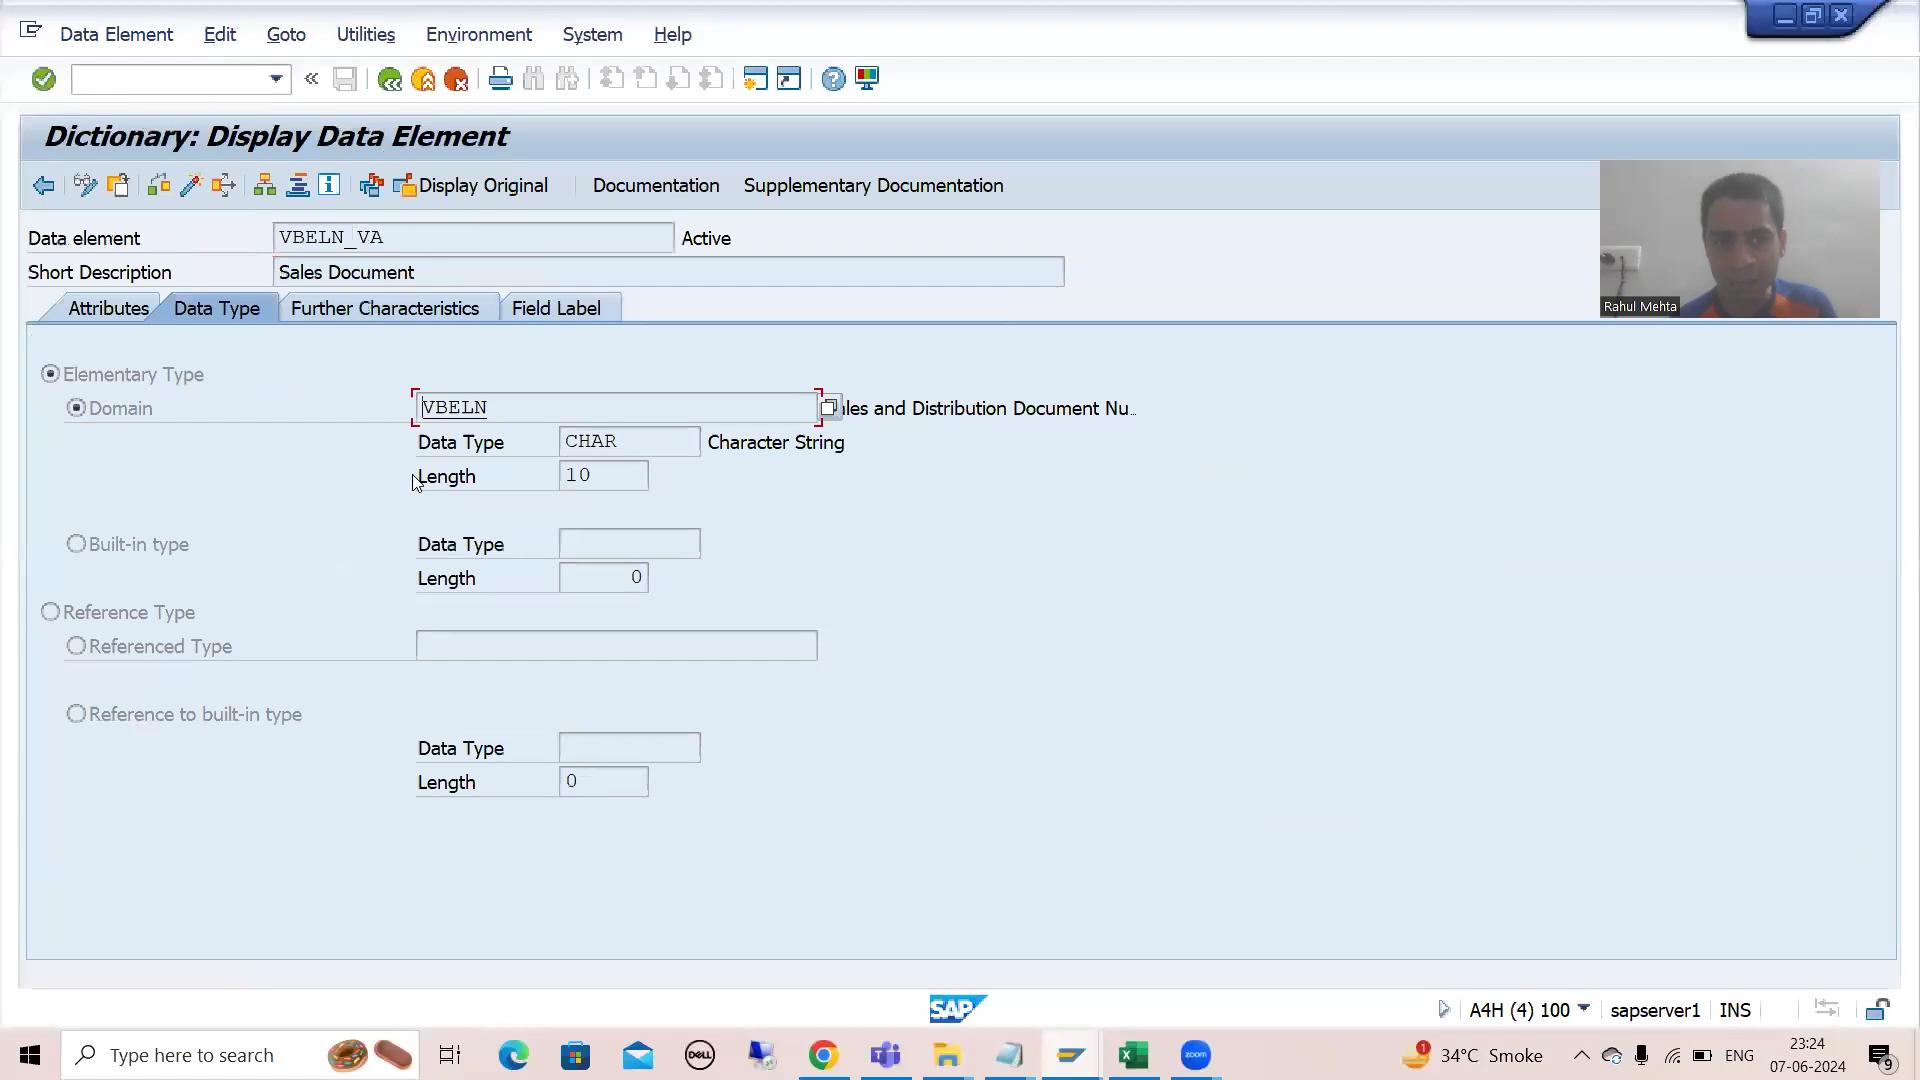 Data Element Edit Goto Utilities Environment System Help
Dictionary: Display Data Element
Display Original Documentation Supplementary Documentation
Data element VBELN_VA Active
Short Description Sales Document
Attributes Data Type Further Characteristics Field Label
Rahul Mehta
Elementary Type
Domain VBELN les and Distribution Document Nu...
Data Type CHAR Character String
Length 10
Built-in type Data Type
Length 0
Reference Type
Referenced Type
Reference to built-in type
Data Type
Length 0
SAP A4H (4) 100 sapserver1 INS
Type here to search DELL zoom 1 34°C Smoke ENG 23:24
07-06-2024 9